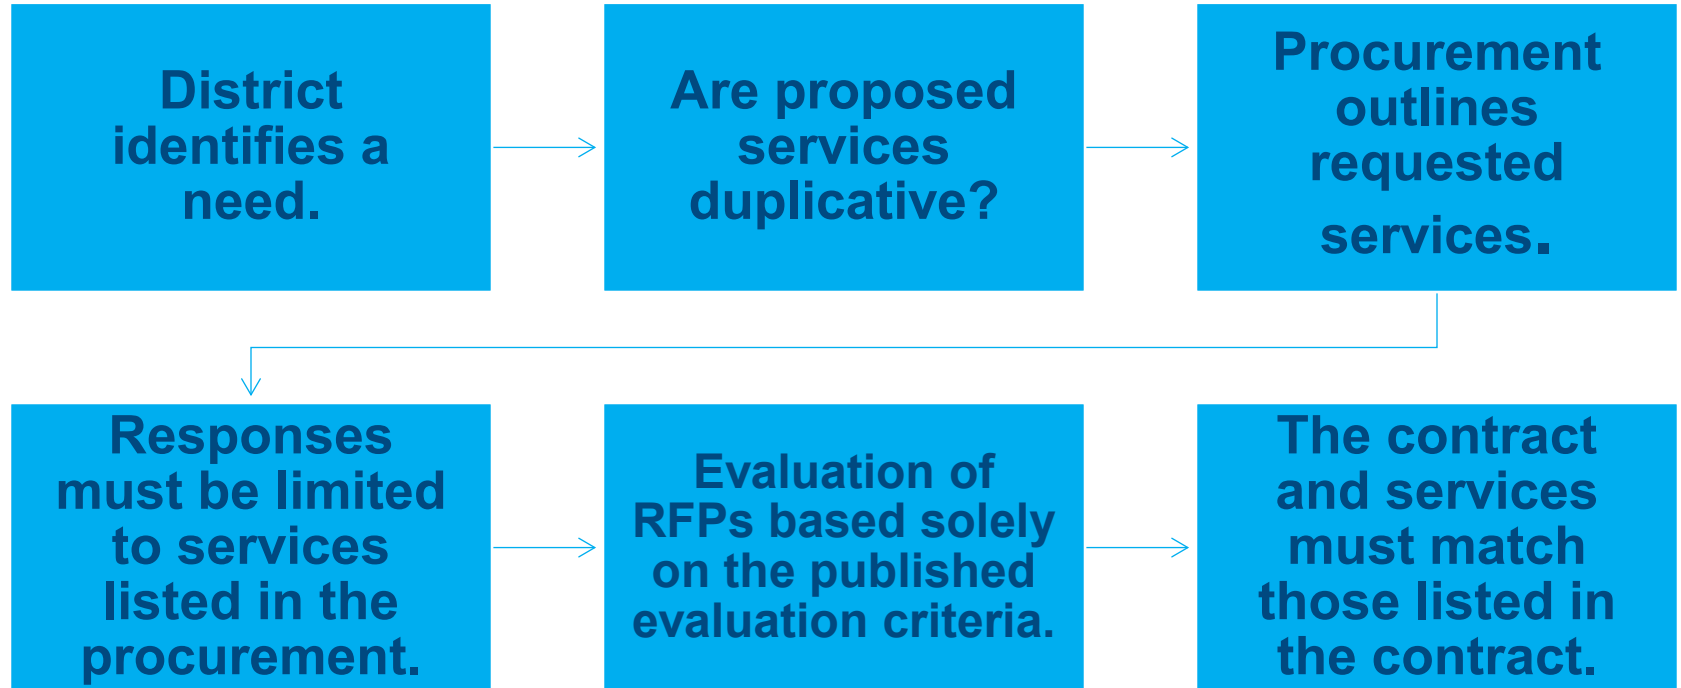 District
identifies a
need.
Are proposed
services
duplicative?
Procurement
outlines
requested
services.
Responses
must be limited
to services
listed in the
procurement.
Evaluation of
RFPs based solely
on the published
evaluation criteria.
The contract
and services
must match
those listed in
the contract.